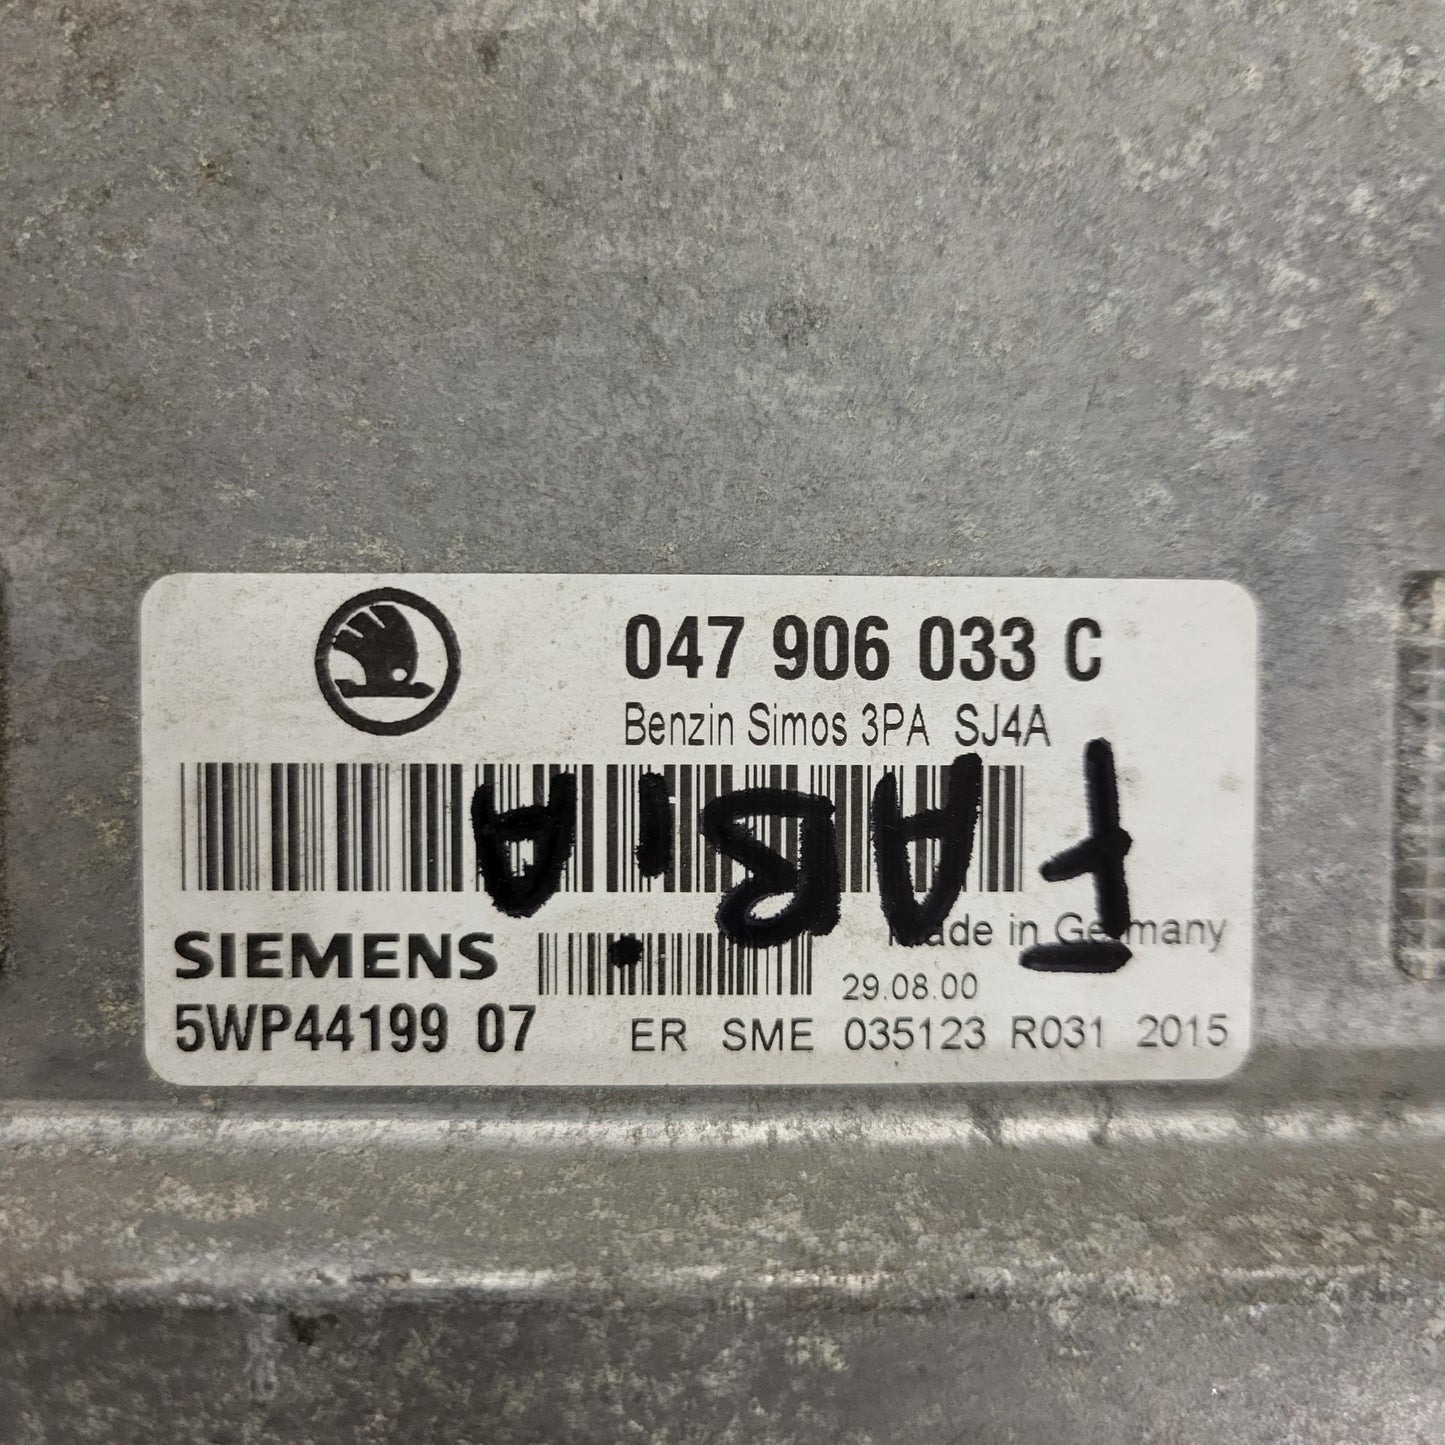 047 906 033 C
Benzin Simos 3PA SJ4A
FABiA
Made in Germany
SIEMENS
29.08.00
5WP44199 07 ER SME 035123 R031 2015